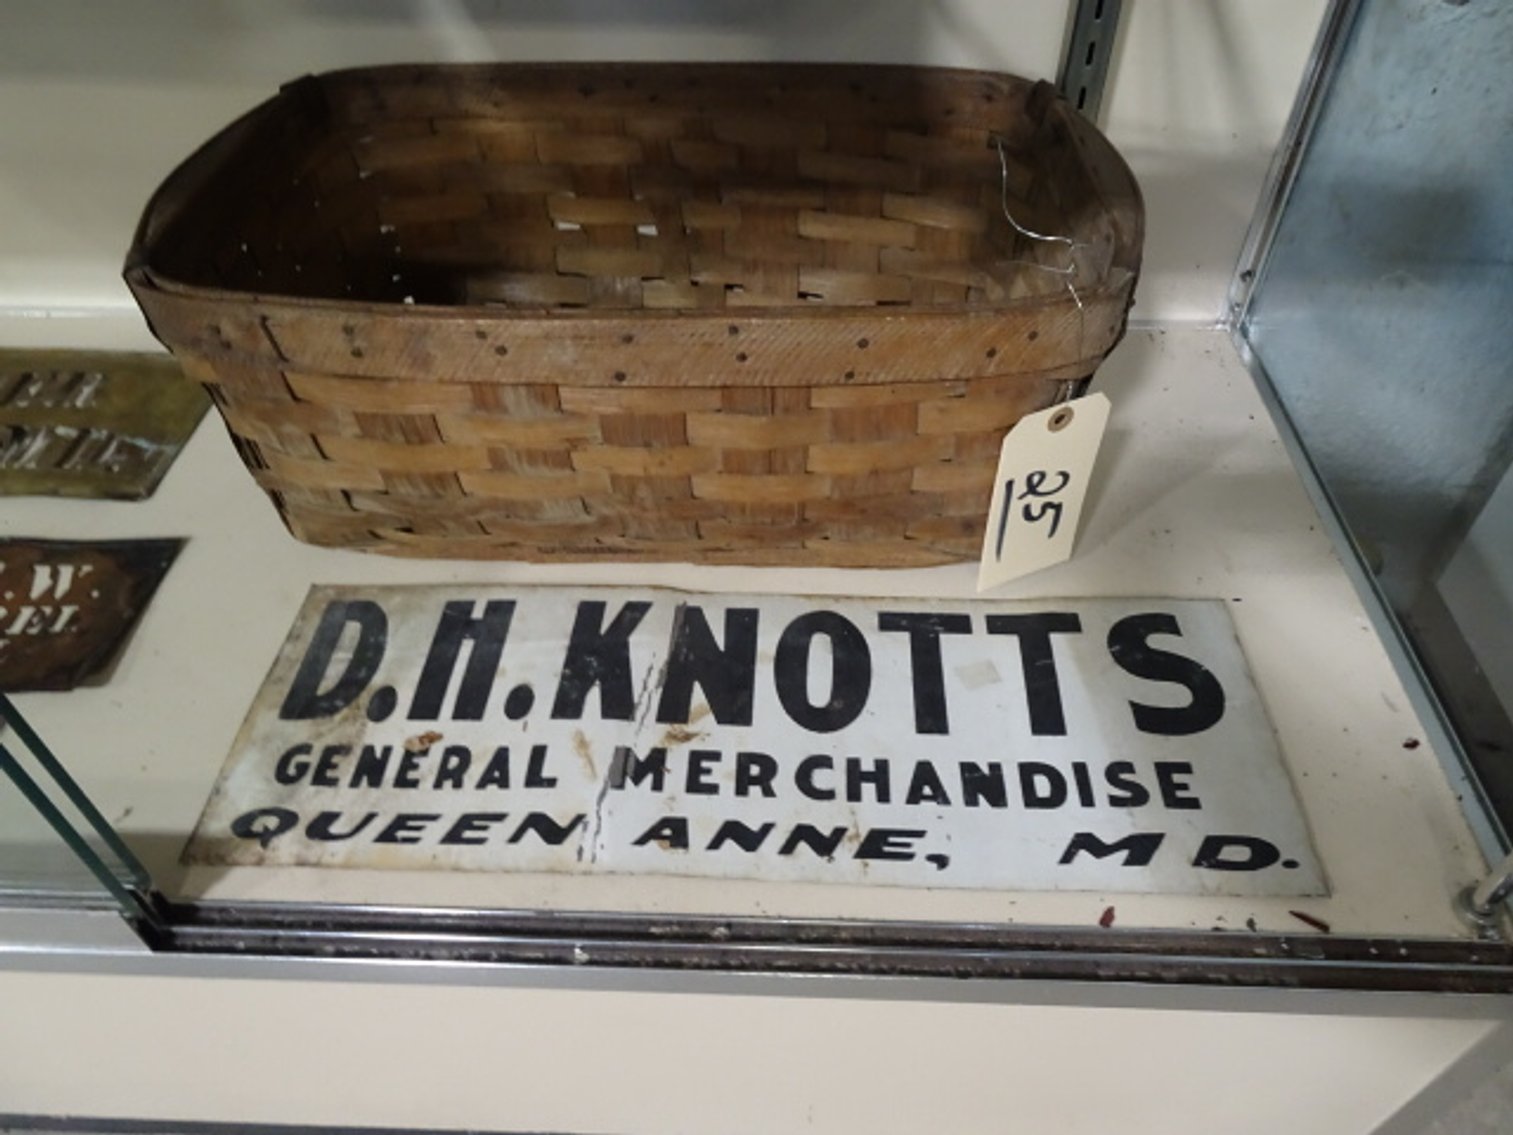 25
D.H.KNOTTS
GENERAL MERCHANDISE
QUEEN ANNE, MD.
W.